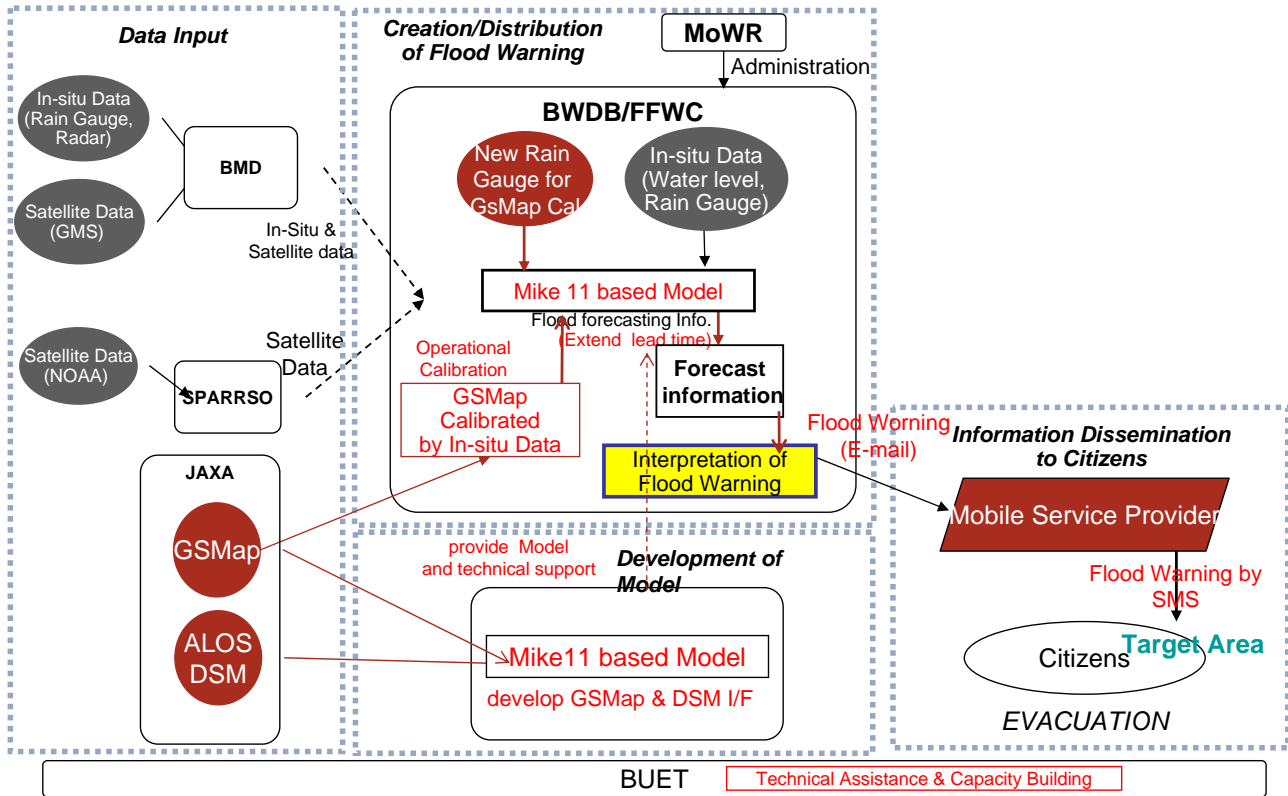 Data Input
In-situ Data
(Rain Gauge,
Radar)
BMD
Satellite Data
(GMS)
In-Situ &
Satellite data
Satellite Data
(NOAA)
SPARRSO
Satellite
Data
JAXA
GSMap
ALOS
DSM
Creation/Distribution
of Flood Warning
MoWR
Administration
BWDB/FFWC
New Rain
Gauge for
GsMap Cal
In-situ Data
(Water level,
Rain Gauge)
Mike 11 based Model
Flood forecasting Info.
(Extend lead time)
Operational
Calibration
GSMap
Calibrated
by In-situ Data
Forecast
information
Interpretation of
Flood Warning
Flood Worning
(E-mail)
provide Model
and technical support
Development of
Model
Mike11 based Model
develop GSMap & DSM I/F
Information Dissemination
to Citizens
Mobile Service Provider
Flood Warning by
SMS
Target Area
Citizens
EVACUATION
BUET
Technical Assistance & Capacity Building